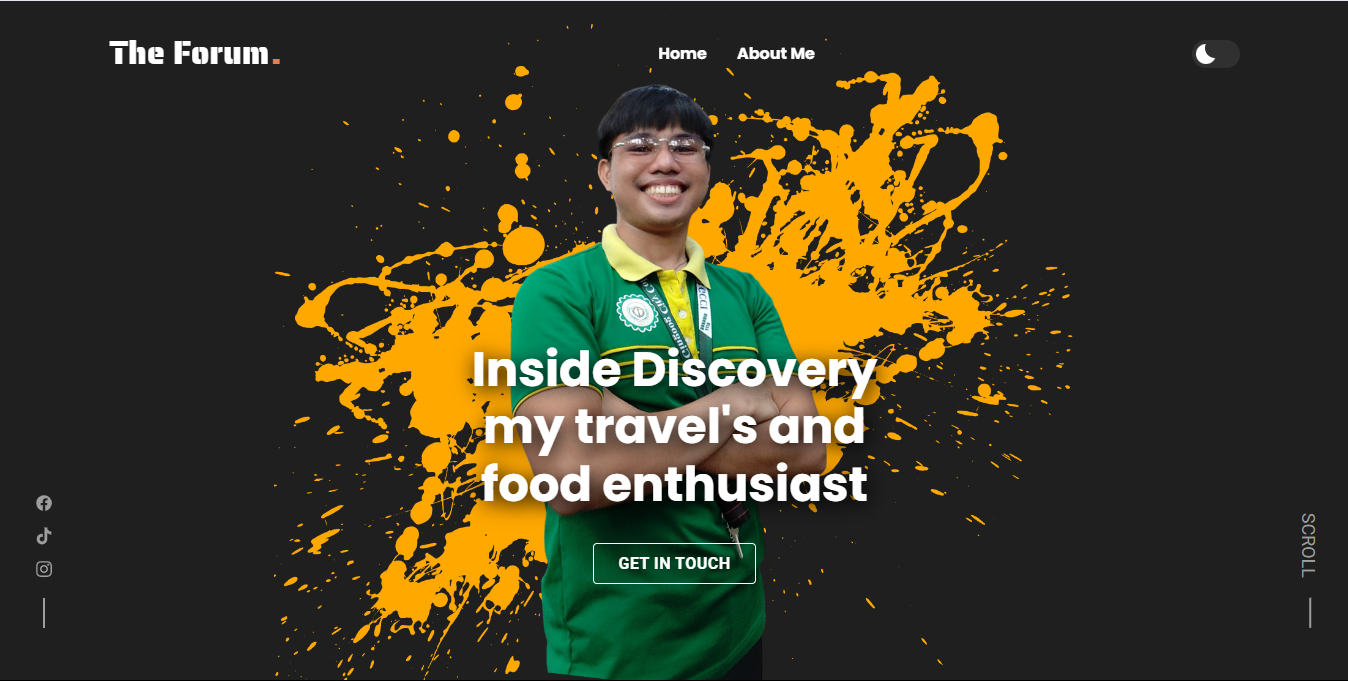 The Forum.
Home
About Me
Inside Discovery
my travel's and
food enthusiast
GET IN TOUCH
SCROLL